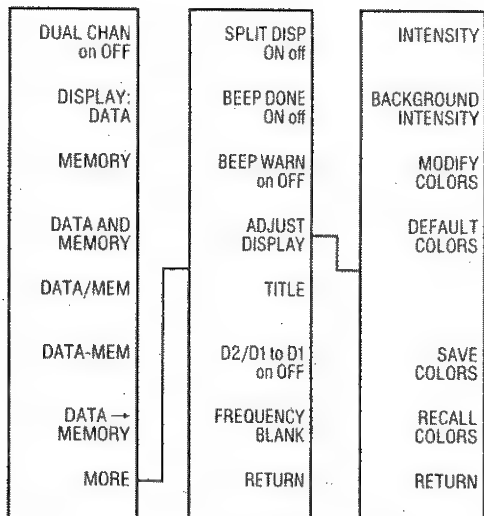 DUAL CHAN
on OFF
DISPLAY:
DATA
MEMORY
DATA AND
MEMORY
DATA/MEM
DATA-MEM
DATA →
MEMORY
MORE
SPLIT DISP
ON off
BEEP DONE
ON off
BEEP WARN
on OFF
ADJUST
DISPLAY
TITLE
D2/D1 to D1
on OFF
FREQUENCY
BLANK
RETURN
INTENSITY
BACKGROUND
INTENSITY
MODIFY
COLORS
DEFAULT
COLORS
SAVE
COLORS
RECALL
COLORS
RETURN